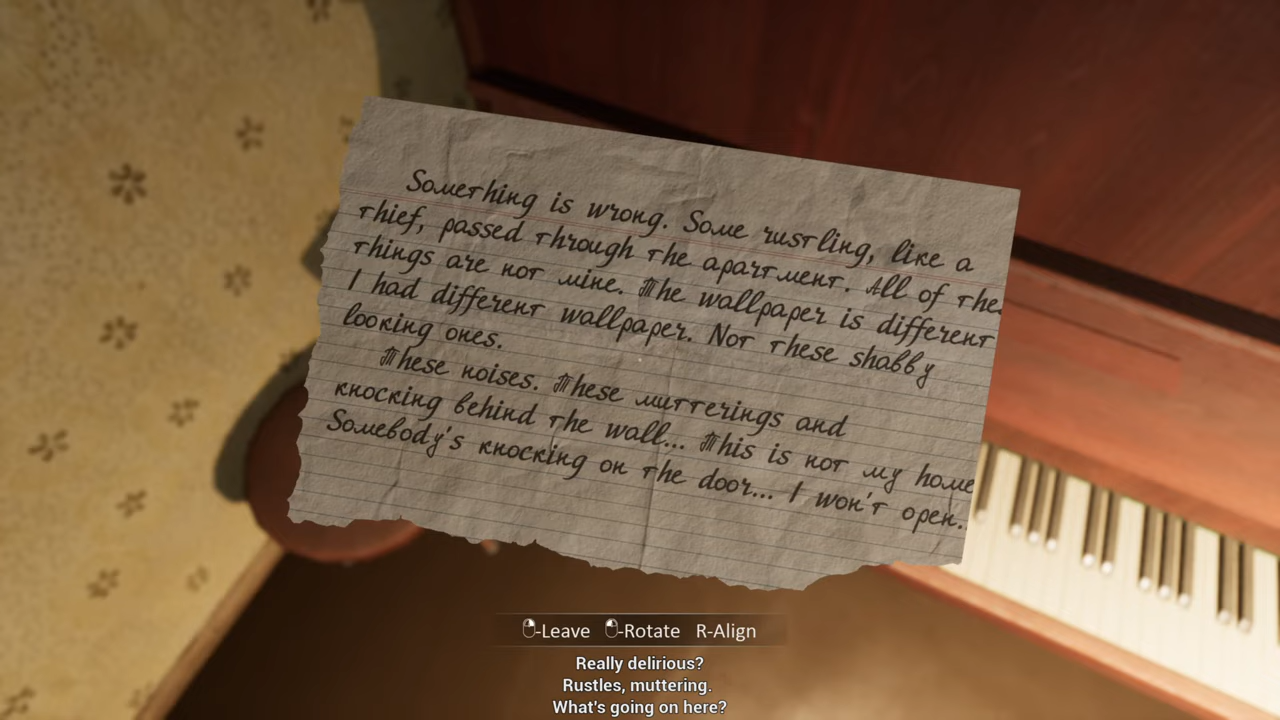 Something is wrong. Some rustling, like a
thief, passed through the apartment. All of the
things are not mine. The wallpaper is different
I had different wallpaper. Not these shabby
looking ones.
These noises. These mutterings and
knocking behind the wall... This is not my home
Somebody's knocking on the door... I won't open.
-Leave -Rotate R-Align
Really delirious?
Rustles, muttering.
What's going on here?